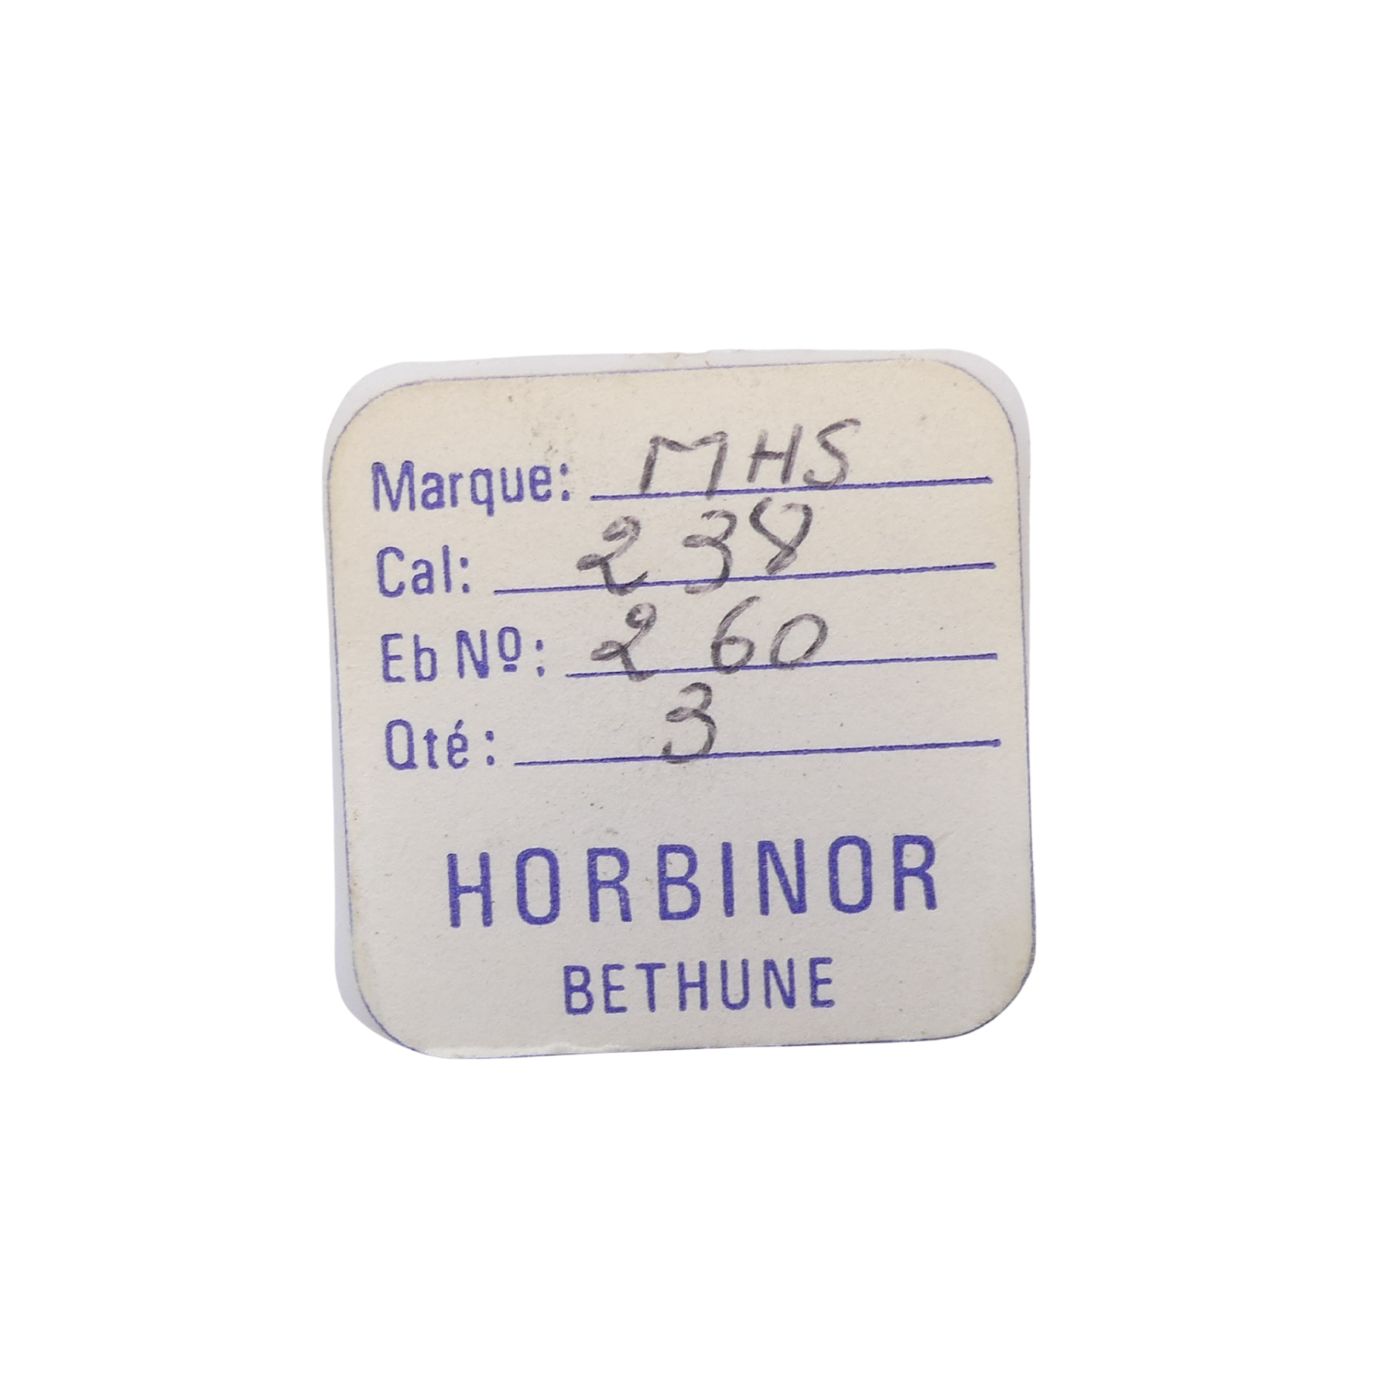 Marque: MHS
Cal: 238
Eb Nº: 260
Qté: 3
HORBINOR
BETHUNE